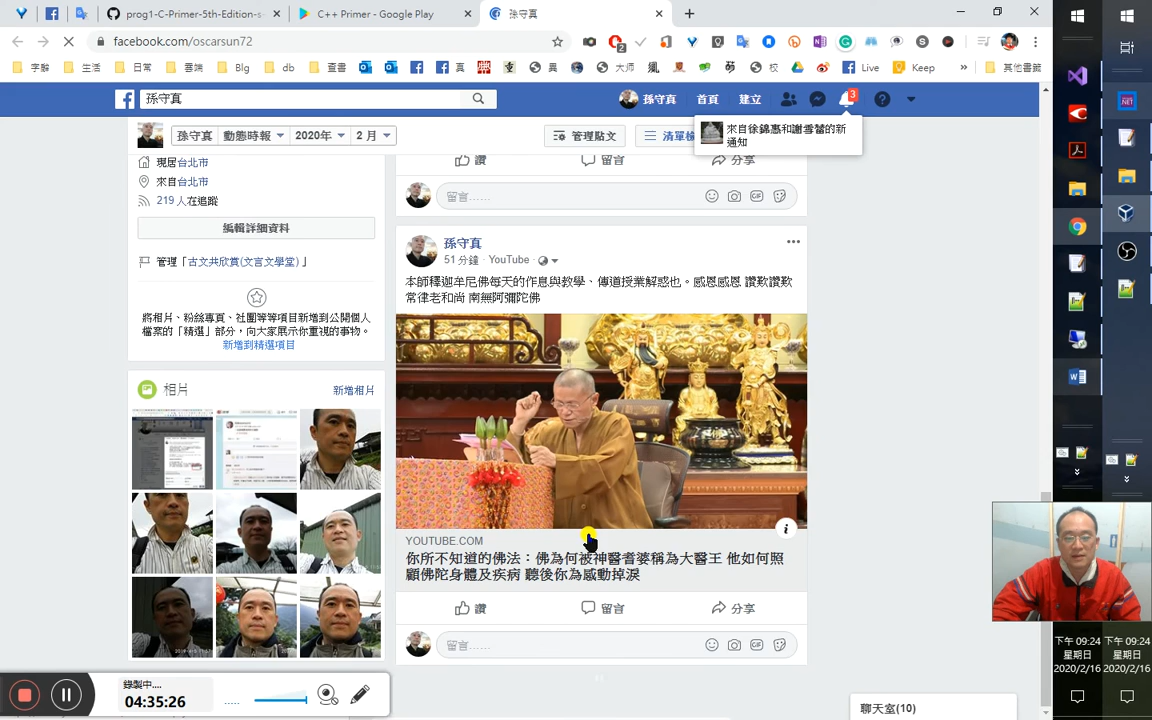 prog1-C-Primer-5th-Edition-s
C++ Primer - Google Play
孫守真
facebook.com/oscarsun72
字辭
生活
日常
雲端
Blg
db
查書
真
異
大师
权
Live
Keep
其他書籤
孫守真
孫守真
首頁
建立
3
來自徐錦惠和謝雪馨的新
通知
孫守真
動態時報
2020年
2 月
管理貼文
清單檢
現居台北市
來自台北市
219 人在追蹤
編輯詳細資料
管理「古文共欣賞(文言文學堂)」
將相片、粉絲專頁、社團等等項目新增到公開個人
檔案的「精選」部分，向大家展示你重視的事物。
新增到精選項目
相片
新增相片
讚
留言
分享
留言......
孫守真
51 分鐘 · YouTube ·
本師釋迦牟尼佛每天的作息與教學、傳道授業解惑也。感恩感恩 讚歎讚歎
常律老和尚 南無阿彌陀佛
YOUTUBE.COM
你所不知道的佛法：佛為何被神醫耆婆稱為大醫王 他如何照
顧佛陀身體及疾病 聽後你為感動掉淚
讚
留言
分享
留言......
聊天室(10)
錄製中....
04:35:26
下午 09:24
星期日
2020/2/16
下午 09:24
星期日
2020/2/16